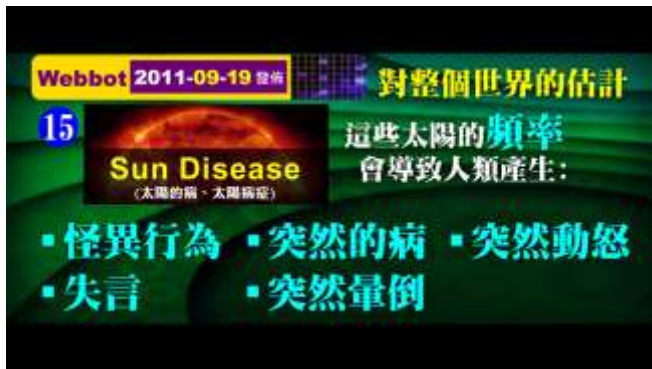 Webbot 2011-09-19 發佈
對整個世界的估計
15
Sun Disease
(太陽的病、太陽病症)
這些太陽的頻率
會導致人類產生：
▪怪異行為 ▪突然的病 ▪突然動怒
▪失言 ▪突然暈倒